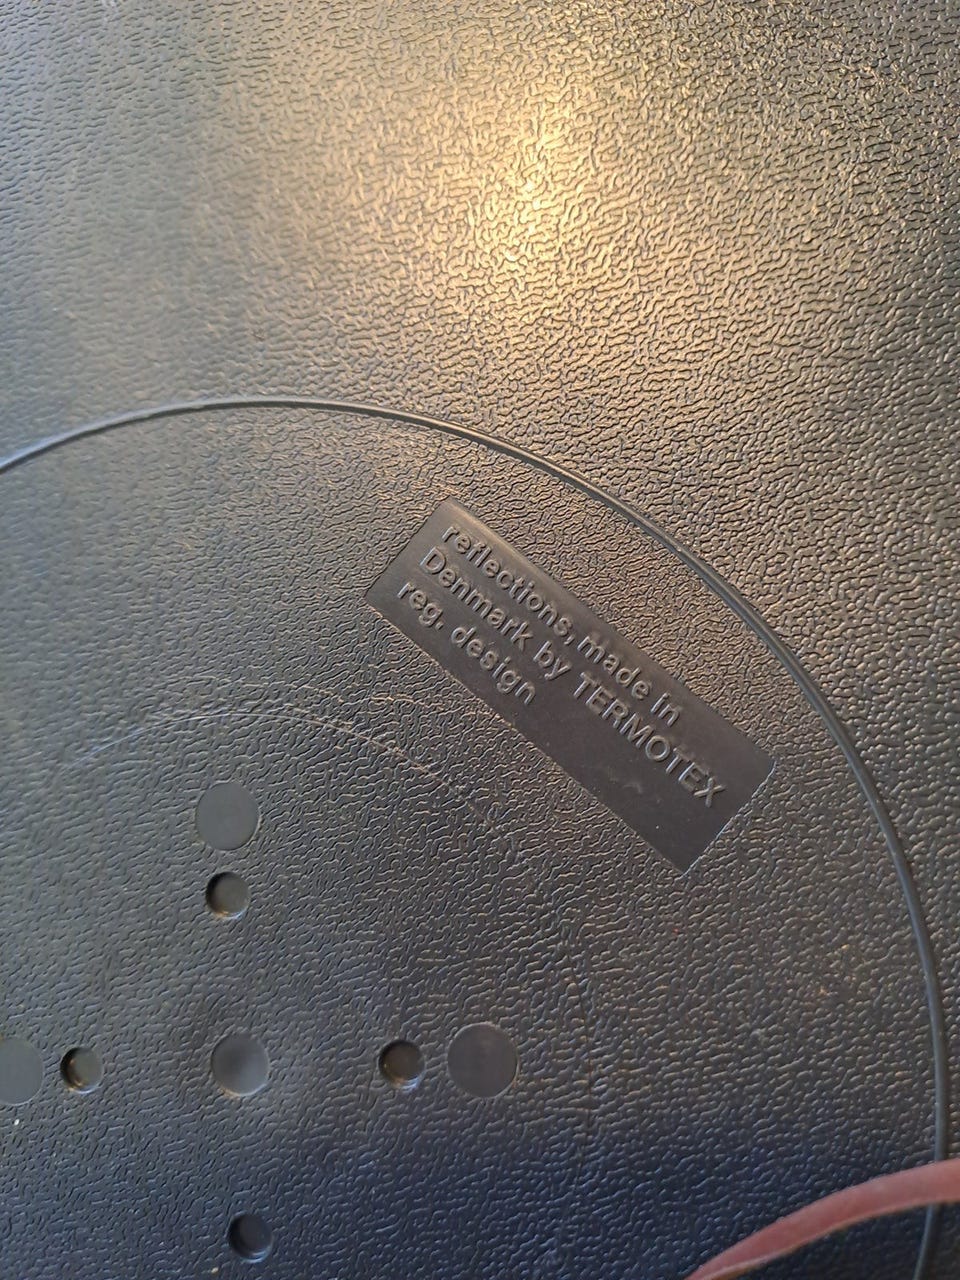 reflections, made in
Denmark by TERMOTEX
reg. design